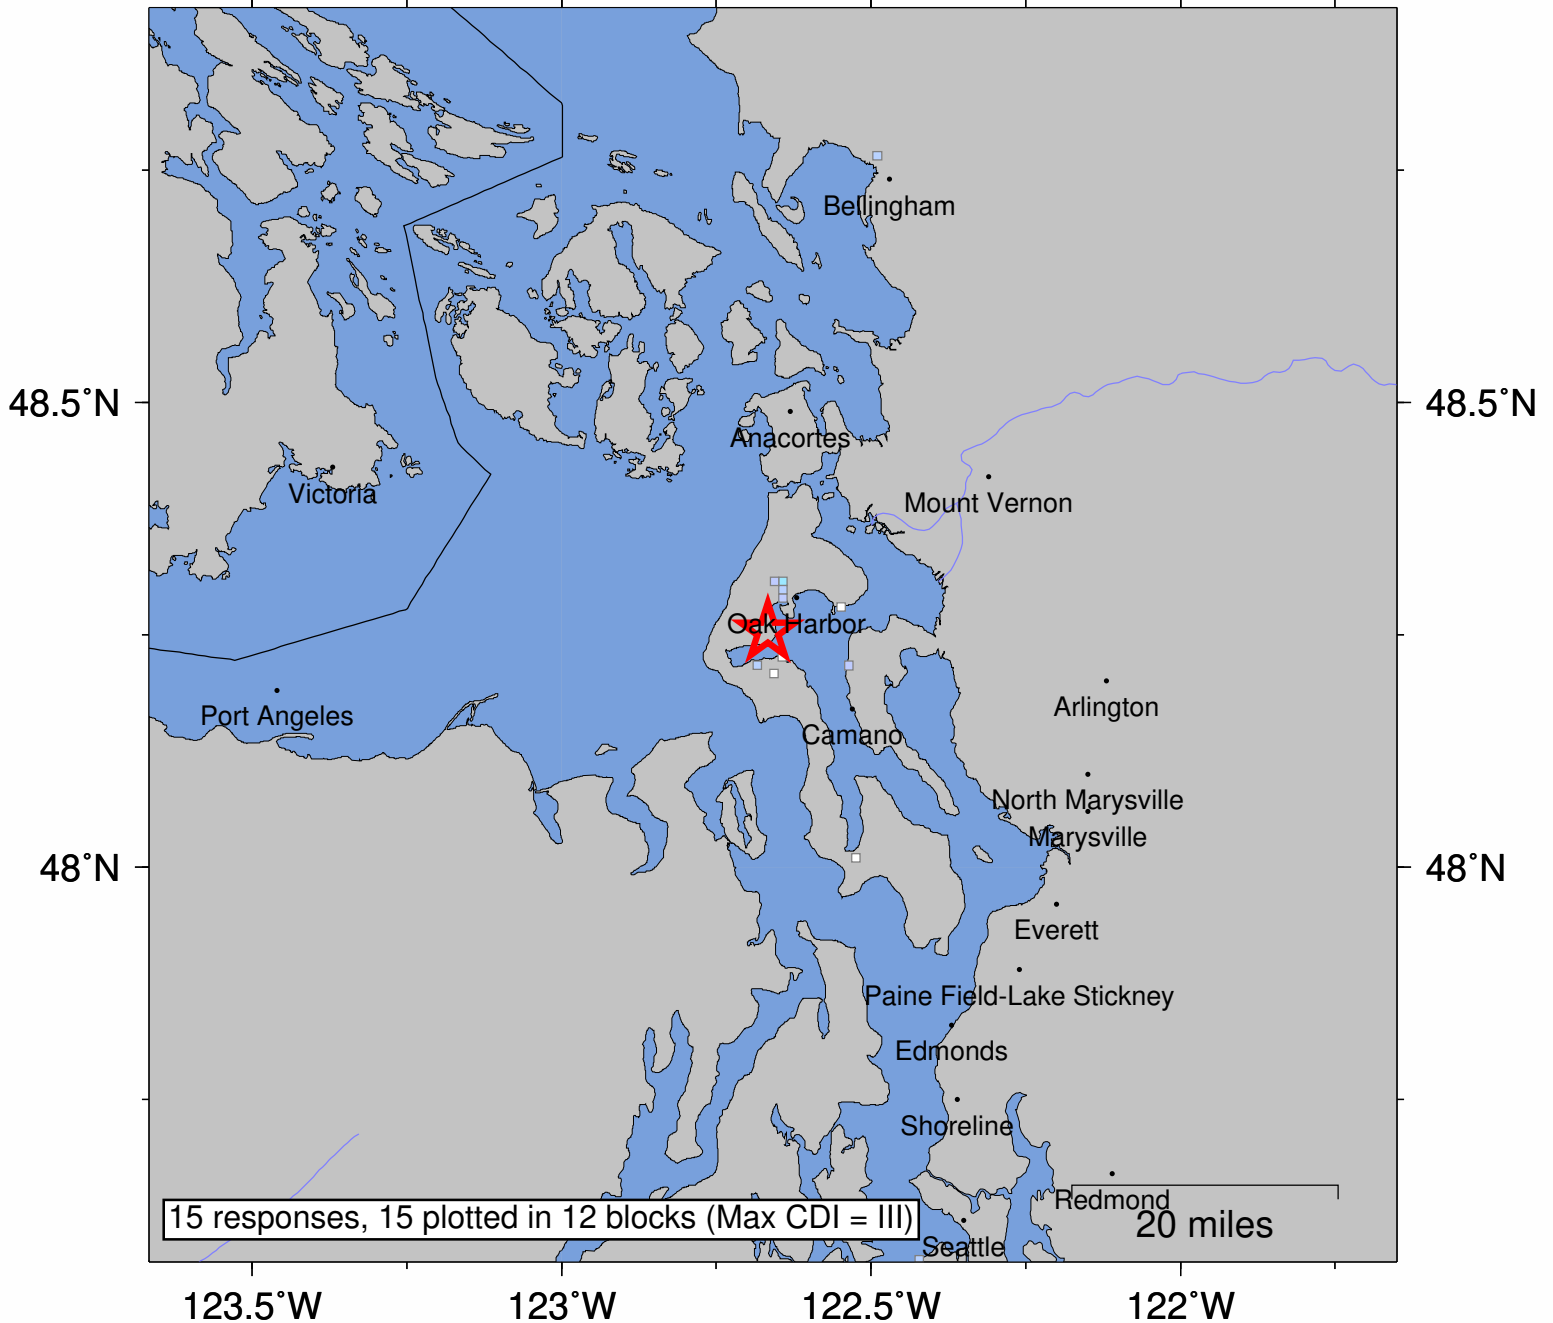 Bellingham
48.5°N
48.5°N
Anacortes
Victoria
Mount Vernon
Oak Harbor
Port Angeles
Arlington
Camano
North Marysville
Marysville
48°N
48°N
Everett
Paine Field-Lake Stickney
Edmonds
Shoreline
Redmond
15 responses, 15 plotted in 12 blocks (Max CDI = III)
20 miles
Seattle
123.5°W
123°W
122.5°W
122°W